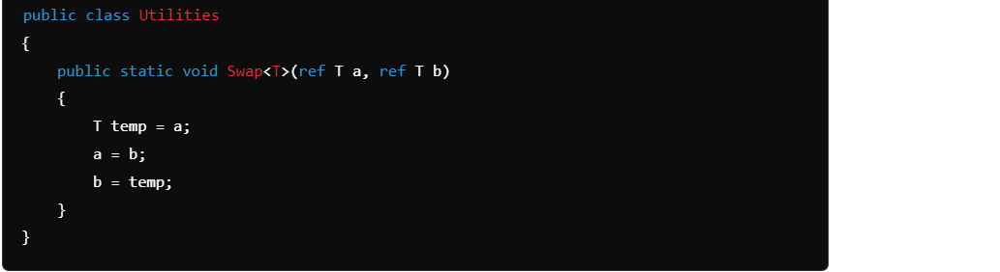 public class Utilities
{
    public static void Swap<T>(ref T a, ref T b)
    {
        T temp = a;
        a = b;
        b = temp;
    }
}